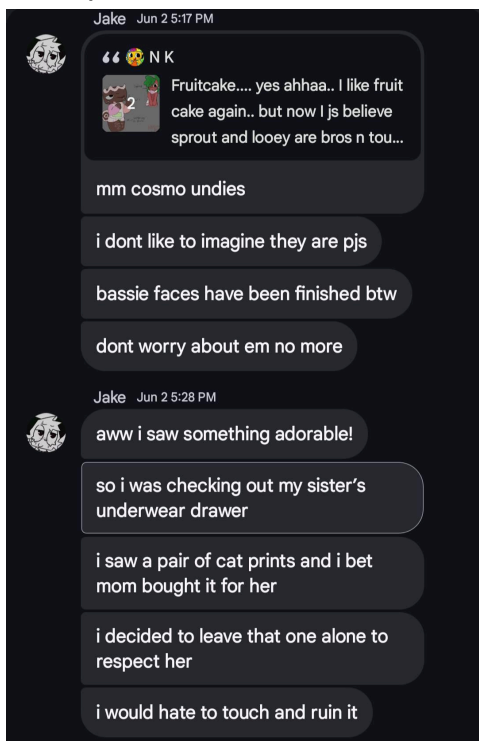 Jake Jun 2 5:17 PM
N K
2
Fruitcake.... yes ahhaa.. I like fruit
cake again.. but now I js believe
sprout and looey are bros n tou...
mm cosmo undies
i dont like to imagine they are pjs
bassie faces have been finished btw
dont worry about em no more
Jake Jun 2 5:28 PM
aww i saw something adorable!
so i was checking out my sister's
underwear drawer
i saw a pair of cat prints and i bet
mom bought it for her
i decided to leave that one alone to
respect her
i would hate to touch and ruin it